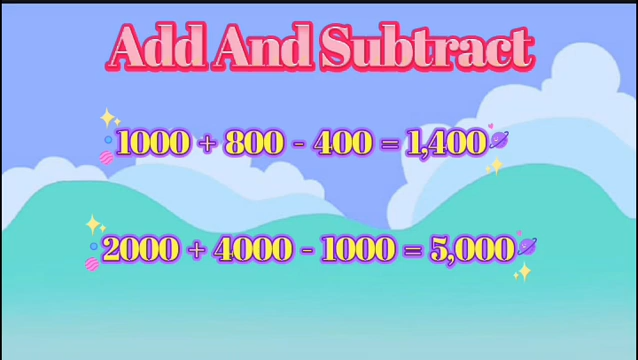 Add And Subtract
1000 + 800 - 400 = 1,400
2000 + 4000 - 1000 = 5,000